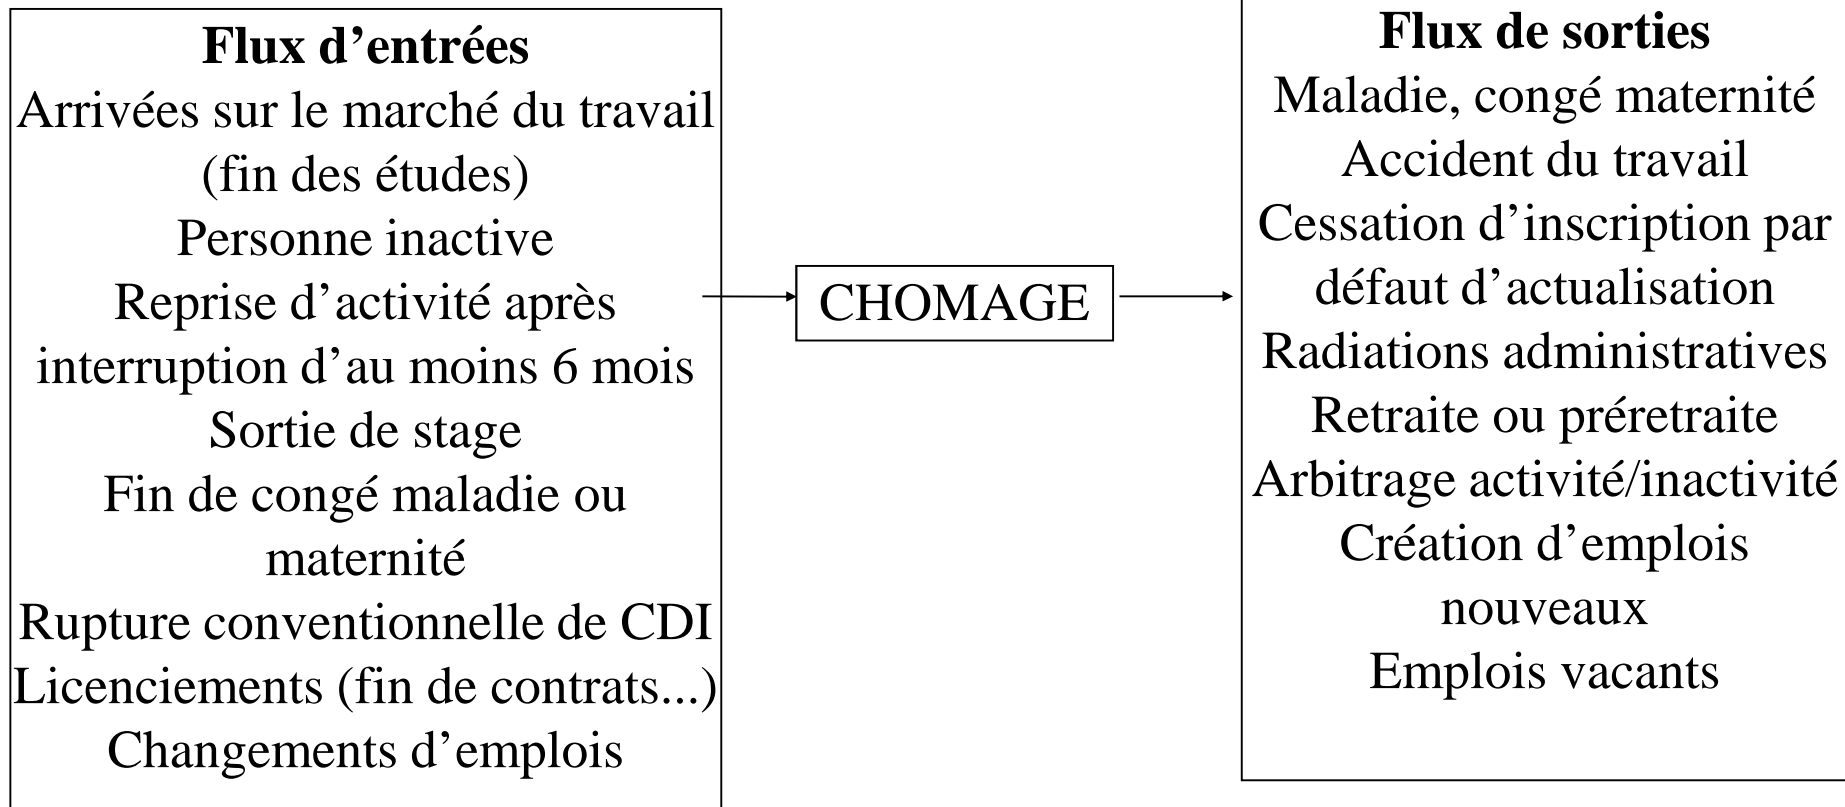 Flux d’entrées
Arrivées sur le marché du travail
(fin des études)
Personne inactive
Reprise d’activité après
interruption d’au moins 6 mois
Sortie de stage
Fin de congé maladie ou
maternité
Rupture conventionnelle de CDI
Licenciements (fin de contrats...)
Changements d’emplois
CHOMAGE
Flux de sorties
Maladie, congé maternité
Accident du travail
Cessation d’inscription par
défaut d’actualisation
Radiations administratives
Retraite ou préretraite
Arbitrage activité/inactivité
Création d’emplois
nouveaux
Emplois vacants